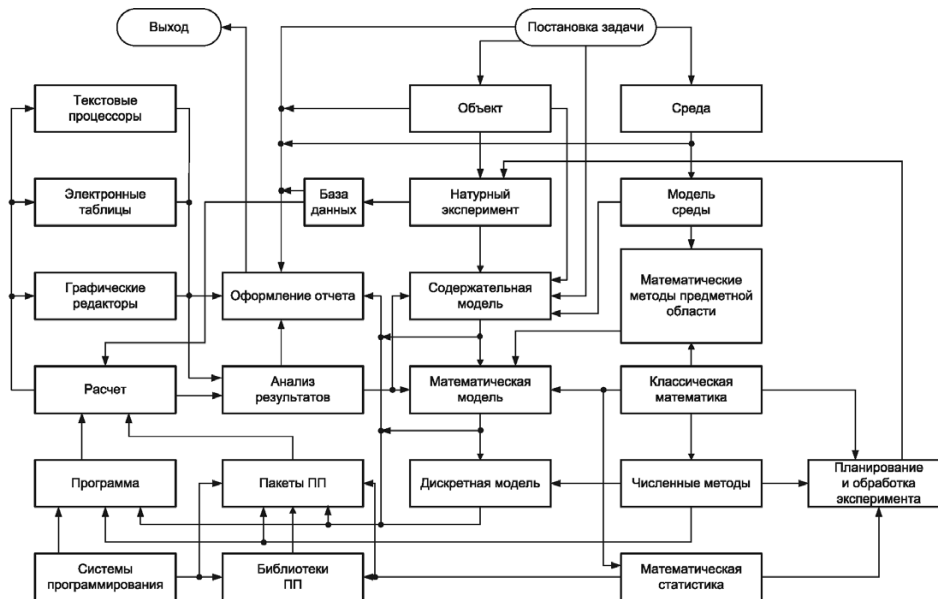 Выход
Постановка задачи
Текстовые
процессоры
Объект
Среда
Электронные
таблицы
База
данных
Натурный
эксперимент
Модель
среды
Графические
редакторы
Оформление отчета
Содержательная
модель
Математические
методы предметной
области
Расчет
Анализ
результатов
Математическая
модель
Классическая
математика
Программа
Пакеты ПП
Дискретная модель
Численные методы
Планирование
и обработка
эксперимента
Системы
программирования
Библиотеки
ПП
Математическая
статистика